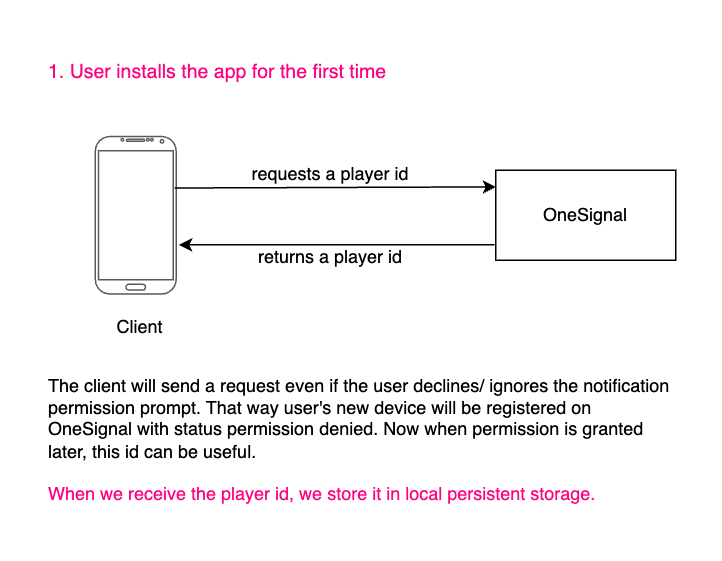 1. User installs the app for the first time
requests a player id
OneSignal
returns a player id
Client
The client will send a request even if the user declines/ ignores the notification
permission prompt. That way user's new device will be registered on
OneSignal with status permission denied. Now when permission is granted
later, this id can be useful.
When we receive the player id, we store it in local persistent storage.